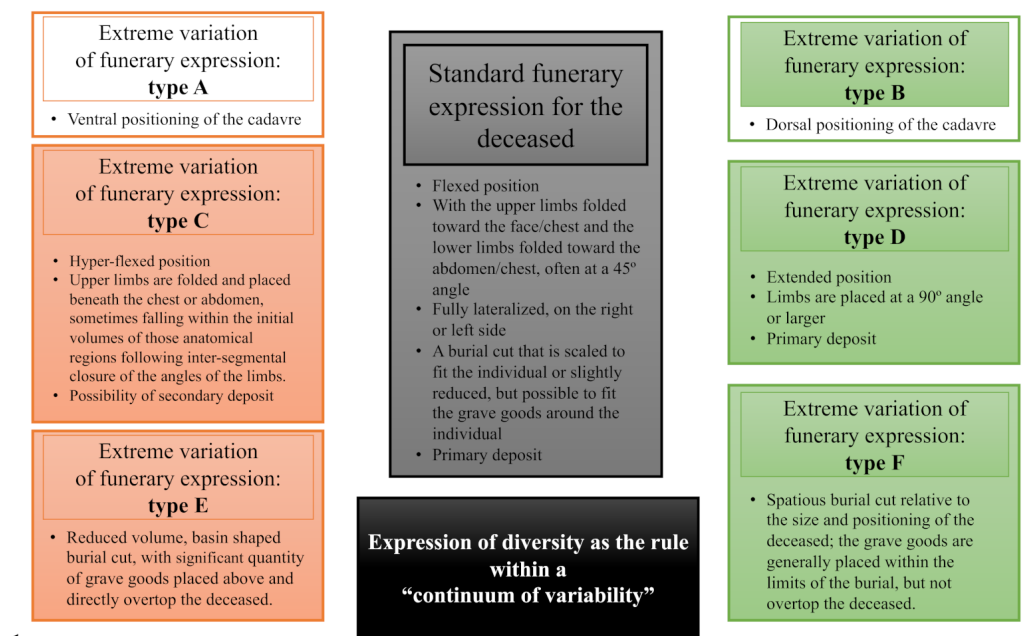 Extreme variation
of funerary expression:
type A
• Ventral positioning of the cadavre
Extreme variation
of funerary expression:
type C
• Hyper-flexed position
• Upper limbs are folded and placed
beneath the chest or abdomen,
sometimes falling within the initial
volumes of those anatomical
regions following inter-segmental
closure of the angles of the limbs.
• Possibility of secondary deposit
Extreme variation
of funerary expression:
type E
• Reduced volume, basin shaped
burial cut, with significant quantity
of grave goods placed above and
directly overtop the deceased.
Standard funerary
expression for the
deceased
• Flexed position
• With the upper limbs folded
toward the face/chest and the
lower limbs folded toward the
abdomen/chest, often at a 45º
angle
• Fully lateralized, on the right
or left side
• A burial cut that is scaled to
fit the individual or slightly
reduced, but possible to fit
the grave goods around the
individual
• Primary deposit
Expression of diversity as the rule
within a
“continuum of variability”
Extreme variation of
funerary expression:
type B
• Dorsal positioning of the cadavre
Extreme variation of
funerary expression:
type D
• Extended position
• Limbs are placed at a 90º angle
or larger
• Primary deposit
Extreme variation of
funerary expression:
type F
• Spatious burial cut relative to
the size and positioning of the
deceased; the grave goods are
generally placed within the
limits of the burial, but not
overtop the deceased.